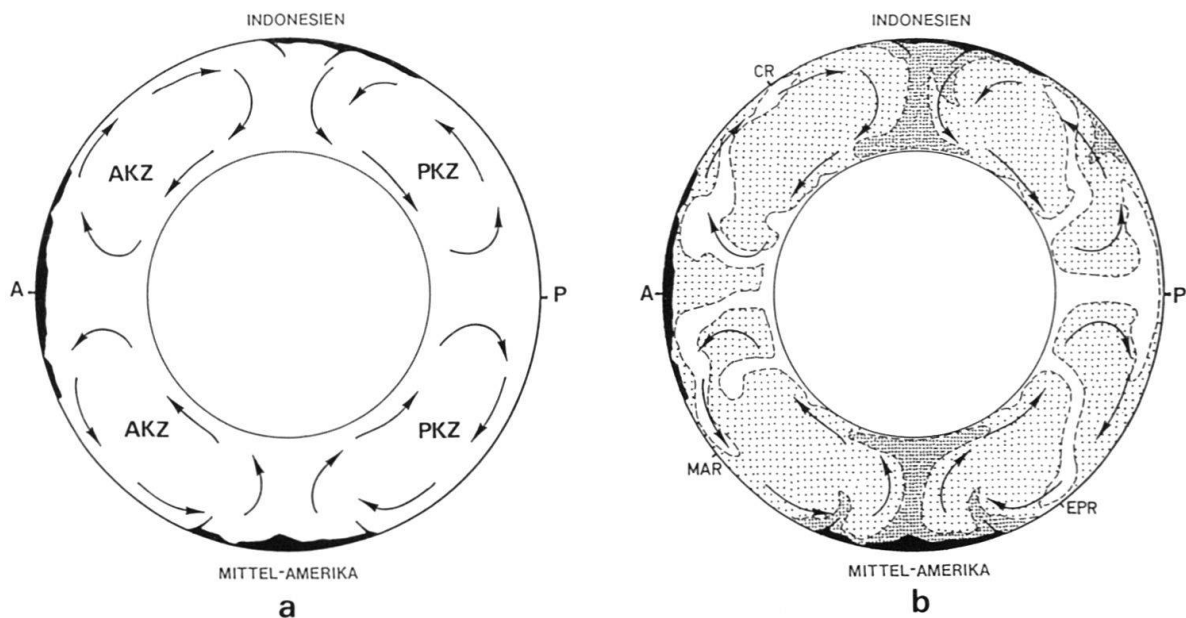 INDONESIEN
AKZ
PKZ
A
P
AKZ
PKZ
MITTEL-AMERIKA
a
INDONESIEN
CR
A
P
MAR
EPR
MITTEL-AMERIKA
b